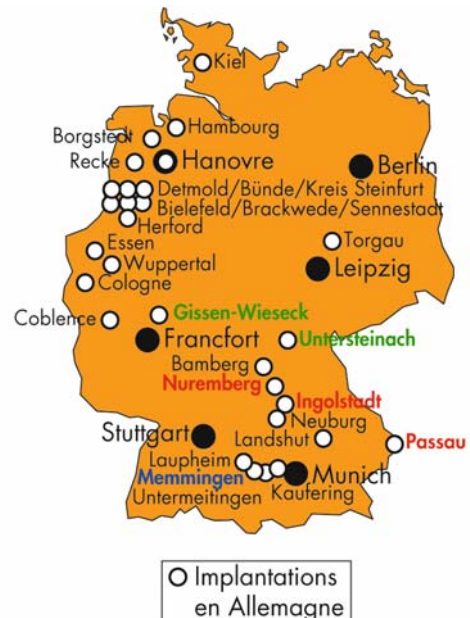 Kiel
Hambourg
Borgstedt
Recke
Hanovre
Berlin
Detmold/Bünde/Kreis Steinfurt
Bielefeld/Brackwede/Sennestadt
Herford
Essen
Torgau
Wuppertal
Leipzig
Cologne
Coblence
Gissen-Wieseck
Francfort
Untersteinach
Bamberg
Nuremberg
Ingolstadt
Neuburg
Stuttgart
Landshut
Passau
Laupheim
Memmingen
Munich
Untermeitingen
Kaufering
Implantations
en Allemagne